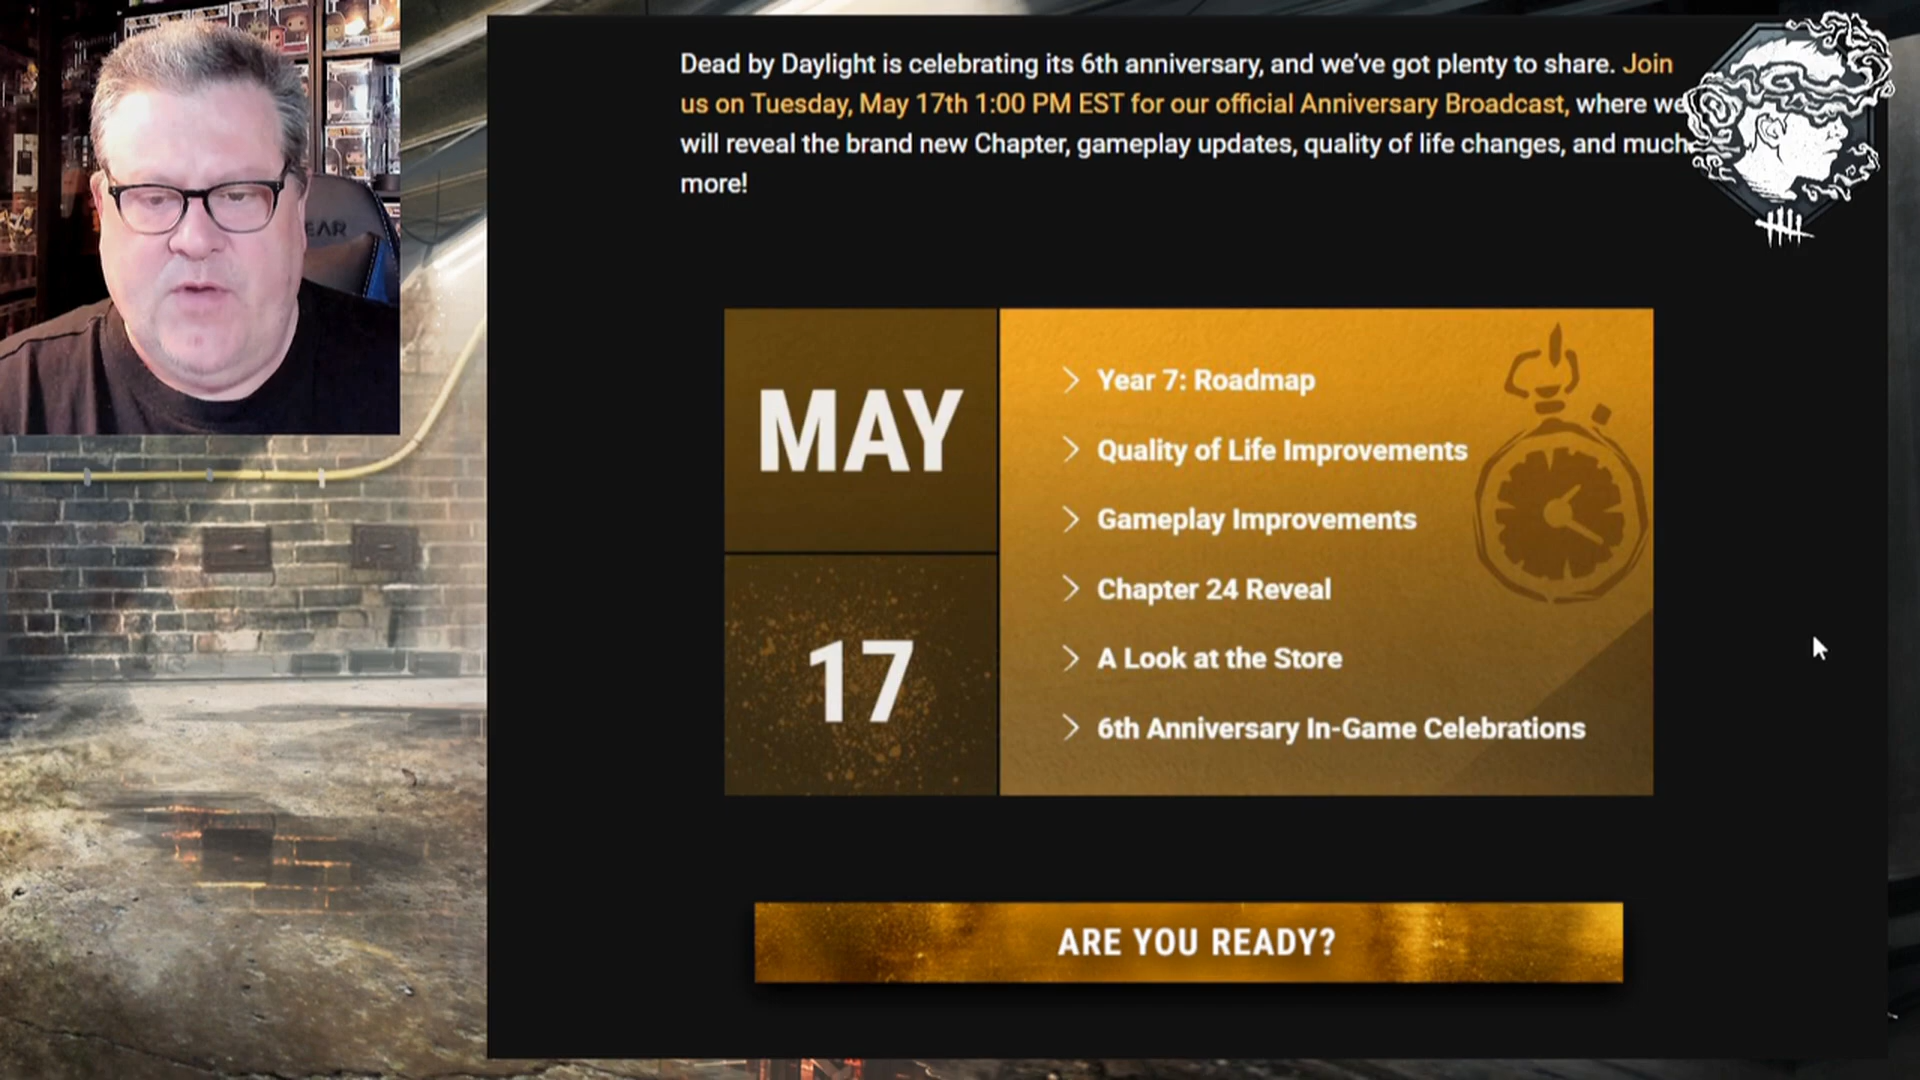 Dead by Daylight is celebrating its 6th anniversary, and we've got plenty to share. Join
us on Tuesday, May 17th 1:00 PM EST for our official Anniversary Broadcast, where we
will reveal the brand new Chapter, gameplay updates, quality of life changes, and much
more!
MAY
17
Year 7: Roadmap
Quality of Life Improvements
Gameplay Improvements
Chapter 24 Reveal
A Look at the Store
6th Anniversary In-Game Celebrations
ARE YOU READY?